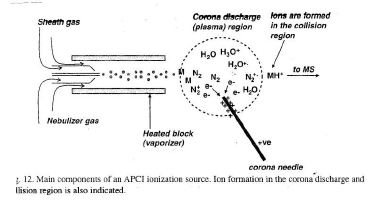 Sheath gas
Corona discharge
(plasma) region
Ions are formed
in the collision
region
H2O H3O+
H2O+·
M N2 N2 N2+· MH+ to MS
M e-
N2+ e- e- H2O
e-
Nebulizer gas
Heated block
(vaporizer)
+ve
corona needle
. 12. Main components of an APCI ionization source. Ion formation in the corona discharge and
llision region is also indicated.